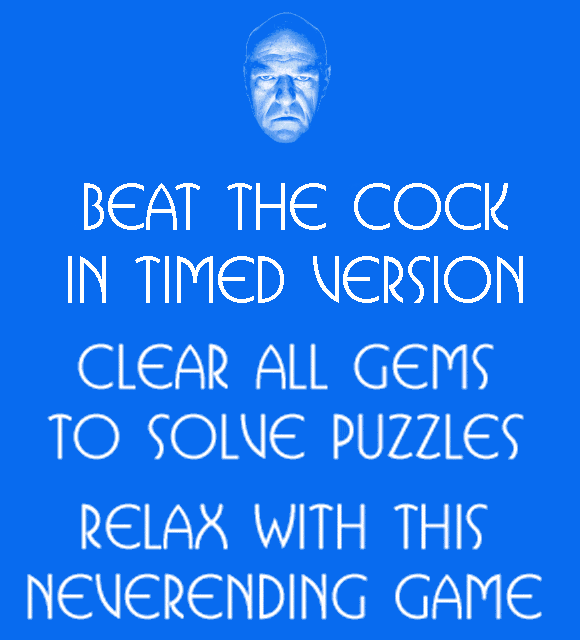 BEAT THE COCK
IN TIMED VERSION
CLEAR ALL GEMS
TO SOLVE PUZZLES
RELAX WITH THIS
NEVERENDING GAME